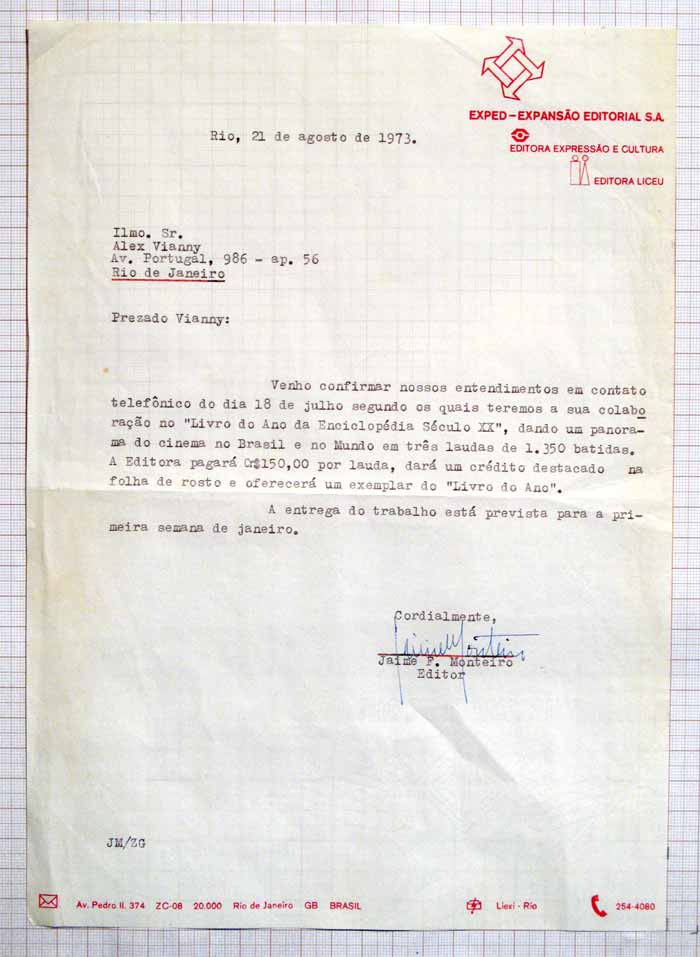 EXPED-EXPANSÃO EDITORIAL S.A.
EDITORA EXPRESSÃO E CULTURA
EDITORA LICEU
Rio, 21 de agosto de 1973.
Ilmo. Sr.
Alex Vianny
Av. Portugal, 986 - ap. 56
Rio de Janeiro
Prezado Vianny:
Venho confirmar nossos entendimentos em contato
telefônico do dia 18 de julho segundo os quais teremos a sua colabo
ração no "Livro do Ano da Enciclopédia Século XX", dando um panora-
ma do cinema no Brasil e no Mundo em três laudas de 1.350 batidas.
A Editora pagará Cr$150,00 por lauda, dará um crédito destacado na
folha de rosto e oferecerá um exemplar do "Livro do Ano".
A entrega do trabalho está prevista para a pri-
meira semana de janeiro.
Cordialmente,
Jaime Monteiro
Jaime F. Monteiro
Editor
JM/ZG
Av. Pedro II, 374 ZC-08 20.000 Rio de Janeiro GB BRASIL Liexi - Rio 254-4080